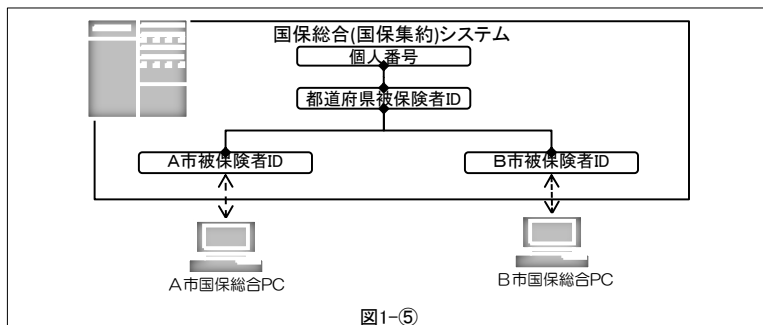 国保総合(国保集約)システム
個人番号
都道府県被保険者ID
A市被保険者ID
B市被保険者ID
A市国保総合PC
B市国保総合PC
図1-⑤